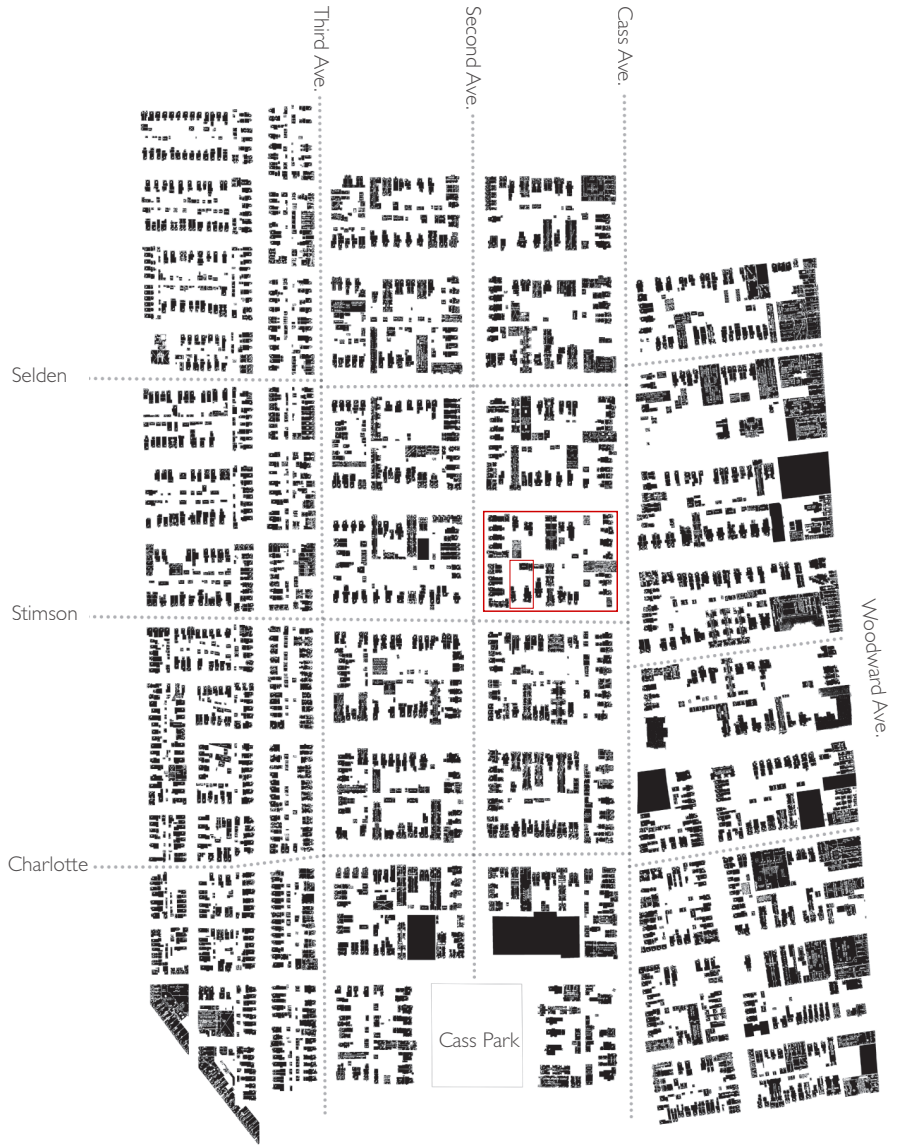 Third Ave.
Second Ave.
Cass Ave.
Selden
Stimson
Woodward Ave.
Charlotte
Cass Park